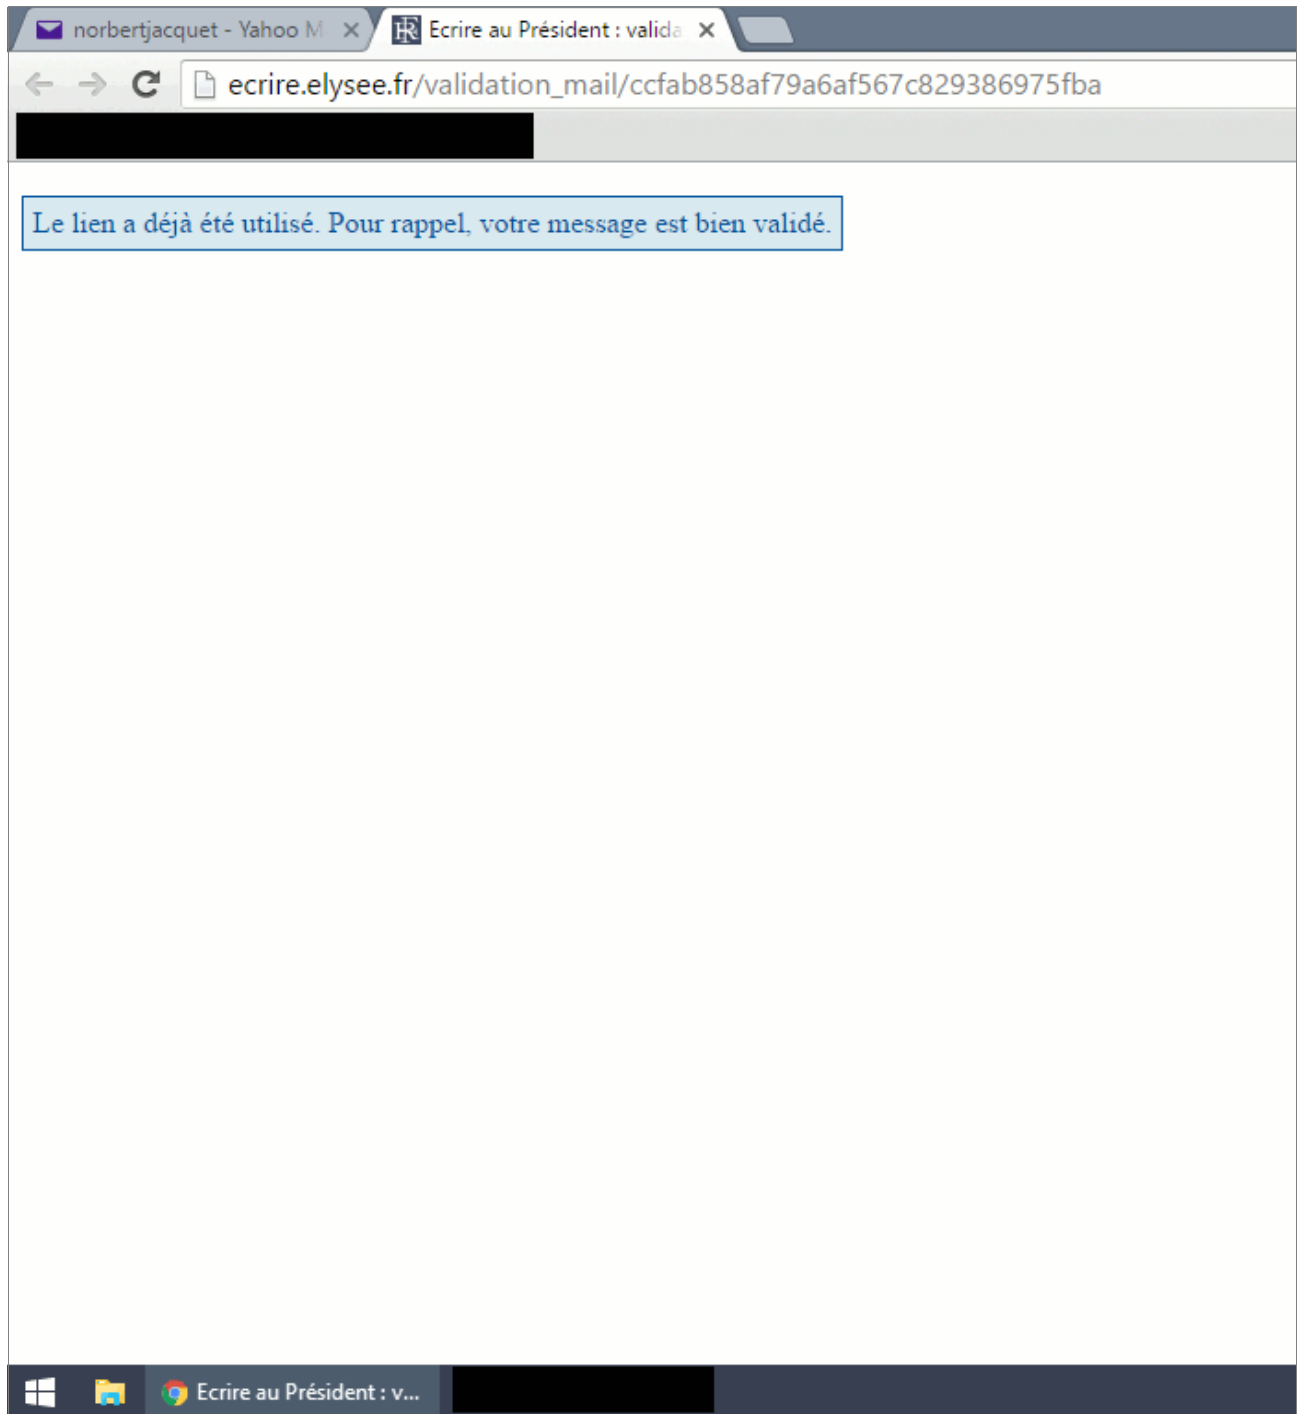 norbertjacquet - Yahoo M
Ecrire au Président : valida
ecrire.elysee.fr/validation_mail/ccfab858af79a6af567c829386975fba
Le lien a déjà été utilisé. Pour rappel, votre message est bien validé.
Ecrire au Président : v...